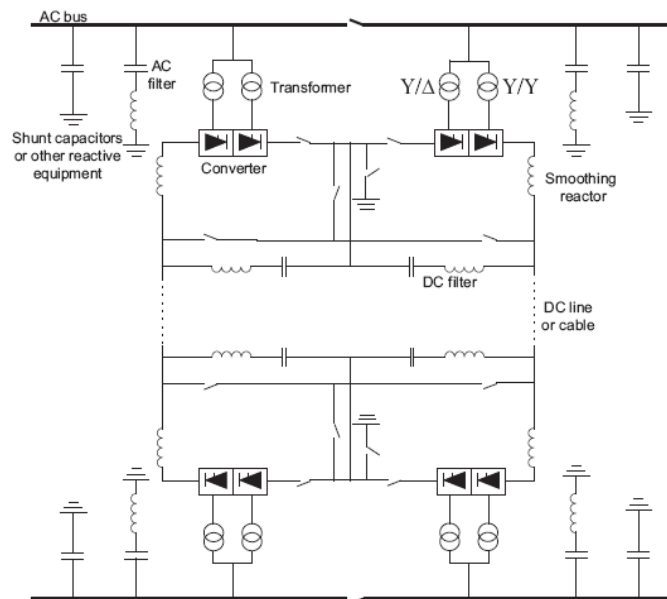 AC bus
AC
filter
Transformer
Y/Δ
Y/Y
Shunt capacitors
or other reactive
equipment
Converter
Smoothing
reactor
DC filter
DC line
or cable